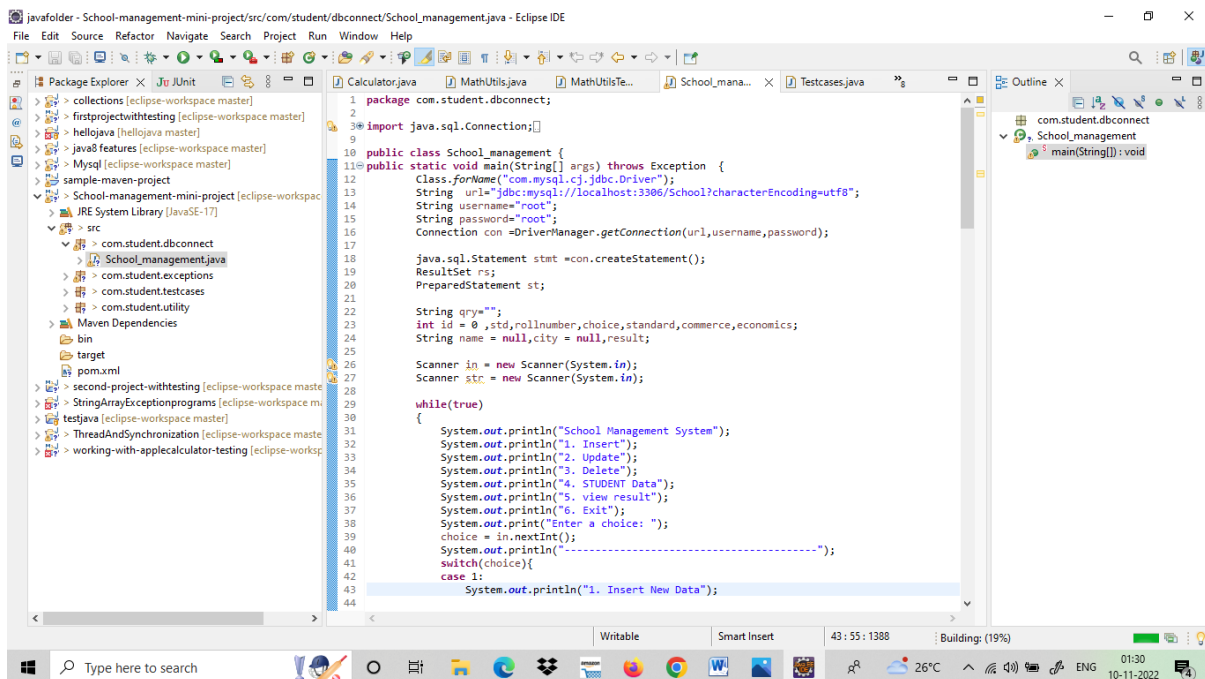 javafolder - School-management-mini-project/src/com/student/dbconnect/School_management.java - Eclipse IDE
File Edit Source Refactor Navigate Search Project Run Window Help
Package Explorer
JUnit
> collections [eclipse-workspace master]
> firstprojectwithtesting [eclipse-workspace master]
> hellojava [hellojava master]
> java8 features [eclipse-workspace master]
> Mysql [eclipse-workspace master]
sample-maven-project
> School-management-mini-project [eclipse-workspac
JRE System Library [JavaSE-17]
> src
> com.student.dbconnect
School_management.java
> com.student.exceptions
> com.student.testcases
> com.student.utility
Maven Dependencies
bin
target
pom.xml
> second-project-withtesting [eclipse-workspace maste
> StringArrayExceptionprograms [eclipse-workspace m
testjava [eclipse-workspace master]
> ThreadAndSynchronization [eclipse-workspace maste
> working-with-applecalculator-testing [eclipse-worksp
Calculator.java MathUtils.java MathUtilsTe... School_mana... Testcases.java
1 package com.student.dbconnect;
2
3 import java.sql.Connection;
9
10 public class School_management {
11 public static void main(String[] args) throws Exception {
12 Class.forName("com.mysql.cj.jdbc.Driver");
13 String url="jdbc:mysql://localhost:3306/School?characterEncoding=utf8";
14 String username="root";
15 String password="root";
16 Connection con =DriverManager.getConnection(url,username,password);
17
18 java.sql.Statement stmt =con.createStatement();
19 ResultSet rs;
20 PreparedStatement st;
21
22 String qry="";
23 int id = 0 ,std,rollnumber,choice,standard,commerce,economics;
24 String name = null,city = null,result;
25
26 Scanner in = new Scanner(System.in);
27 Scanner str = new Scanner(System.in);
28
29 while(true)
30 {
31 System.out.println("School Management System");
32 System.out.println("1. Insert");
33 System.out.println("2. Update");
34 System.out.println("3. Delete");
35 System.out.println("4. STUDENT Data");
36 System.out.println("5. view result");
37 System.out.println("6. Exit");
38 System.out.print("Enter a choice: ");
39 choice = in.nextInt();
40 System.out.println("-----------------------------------------");
41 switch(choice){
42 case 1:
43 System.out.println("1. Insert New Data");
44
Outline
com.student.dbconnect
School_management
main(String[]) : void
Writable Smart Insert 43 : 55 : 1388 Building: (19%)
Type here to search
amazon
26°C
ENG
01:30
10-11-2022